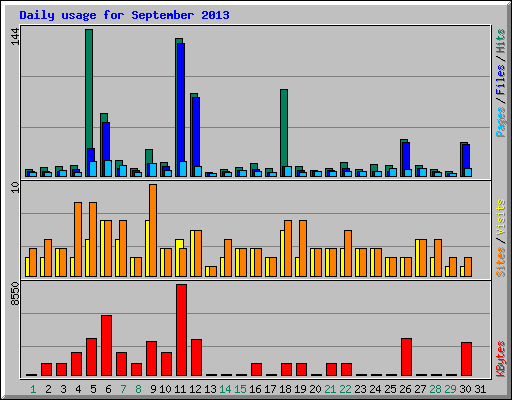 Daily usage for September 2013
144
Pages / Files / Hits
10
Sites / Visits
8550
KBytes
1 2 3 4 5 6 7 8 9 10 11 12 13 14 15 16 17 18 19 20 21 22 23 24 25 26 27 28 29 30 31